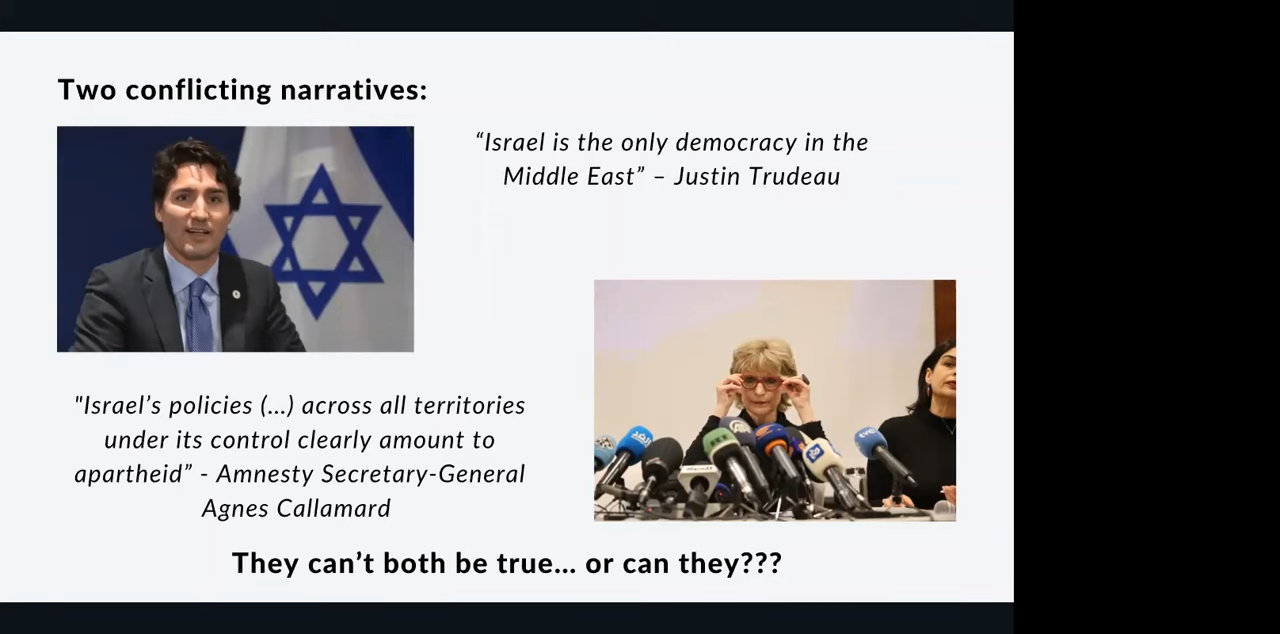 Two conflicting narratives:
“Israel is the only democracy in the
Middle East” – Justin Trudeau
"Israel’s policies (...) across all territories
under its control clearly amount to
apartheid” - Amnesty Secretary-General
Agnes Callamard
They can’t both be true... or can they???